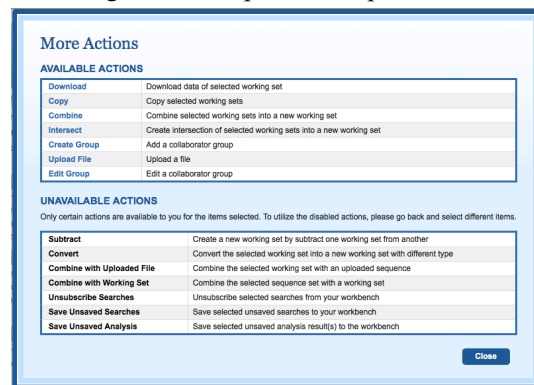 More Actions
AVAILABLE ACTIONS
Download Download data of selected working set
Copy Copy selected working sets
Combine Combine selected working sets into a new working set
Intersect Create intersection of selected working sets into a new working set
Create Group Add a collaborator group
Upload File Upload a file
Edit Group Edit a collaborator group
UNAVAILABLE ACTIONS
Only certain actions are available to you for the items selected. To utilize the disabled actions, please go back and select different items.
Subtract Create a new working set by subtract one working set from another
Convert Convert the selected working set into a new working set with different type
Combine with Uploaded File Combine the selected working set with an uploaded sequence
Combine with Working Set Combine the selected sequence set with a working set
Unsubscribe Searches Unsubscribe selected searches from your workbench
Save Unsaved Searches Save selected unsaved searches to your workbench
Save Unsaved Analysis Save selected unsaved analysis result(s) to the workbench
Close